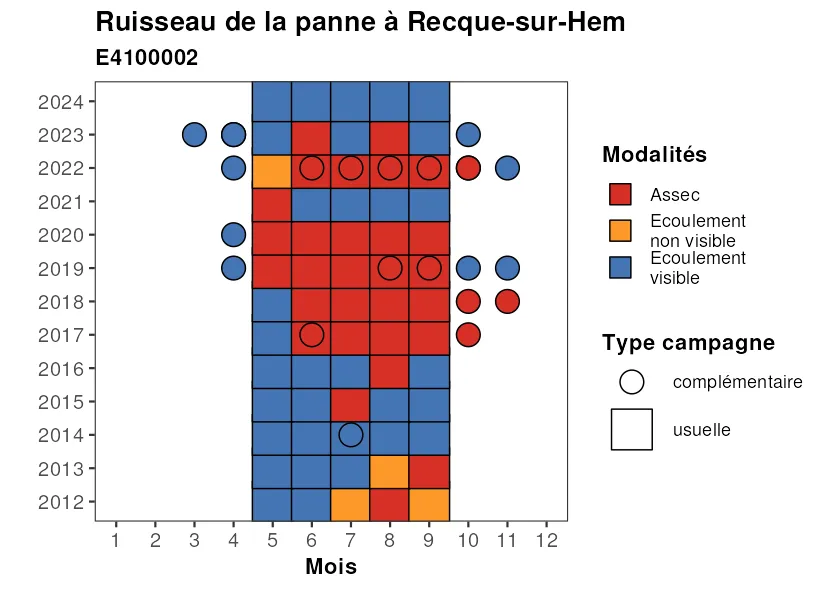 Ruisseau de la panne à Recque-sur-Hem
E4100002
2024
2023
2022
2021
2020
2019
2018
2017
2016
2015
2014
2013
2012
1 2 3 4 5 6 7 8 9 10 11 12
Mois
Modalités
Assec
Ecoulement
non visible
Ecoulement
visible
Type campagne
complémentaire
usuelle